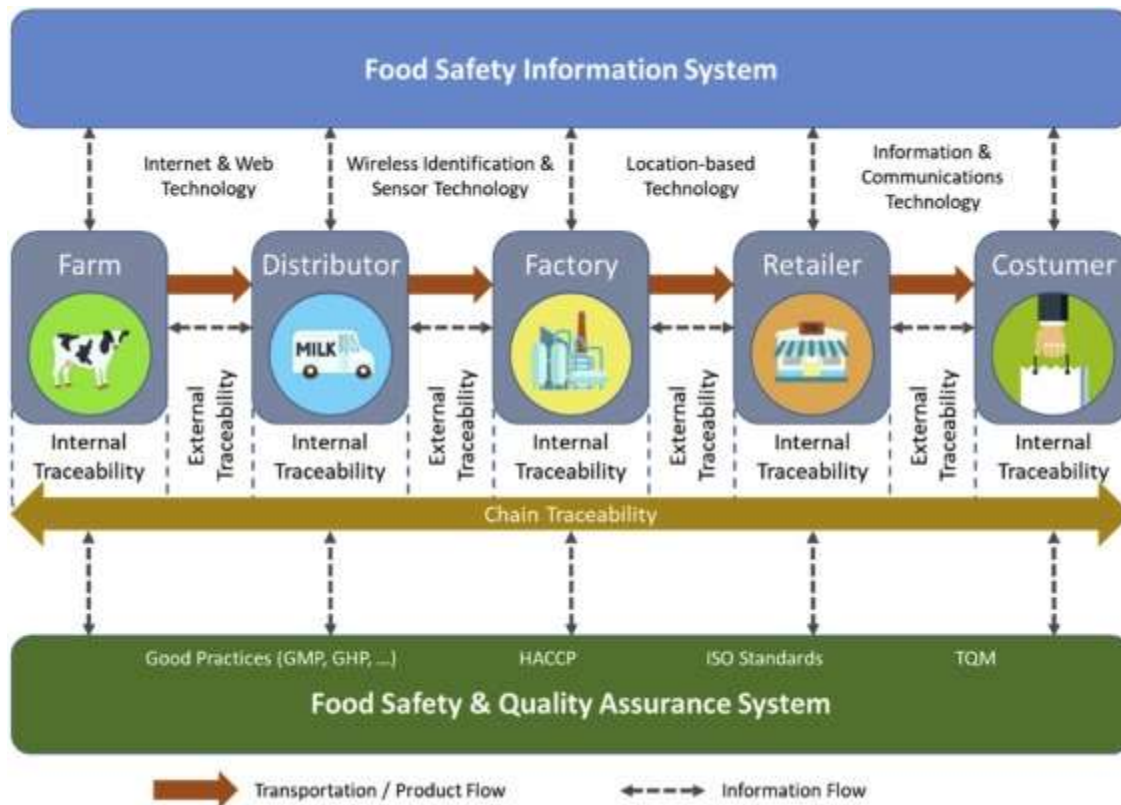 Food Safety Information System
Internet & Web
Technology
Wireless Identification &
Sensor Technology
Location-based
Technology
Information &
Communications
Technology
Farm
Distributor
Factory
Retailer
Costumer
MILK
External
Traceability
External
Traceability
External
Traceability
External
Traceability
Internal
Traceability
Internal
Traceability
Internal
Traceability
Internal
Traceability
Internal
Traceability
Chain Traceability
Good Practices (GMP, GHP, ...)
HACCP
ISO Standards
TQM
Food Safety & Quality Assurance System
Transportation / Product Flow
Information Flow